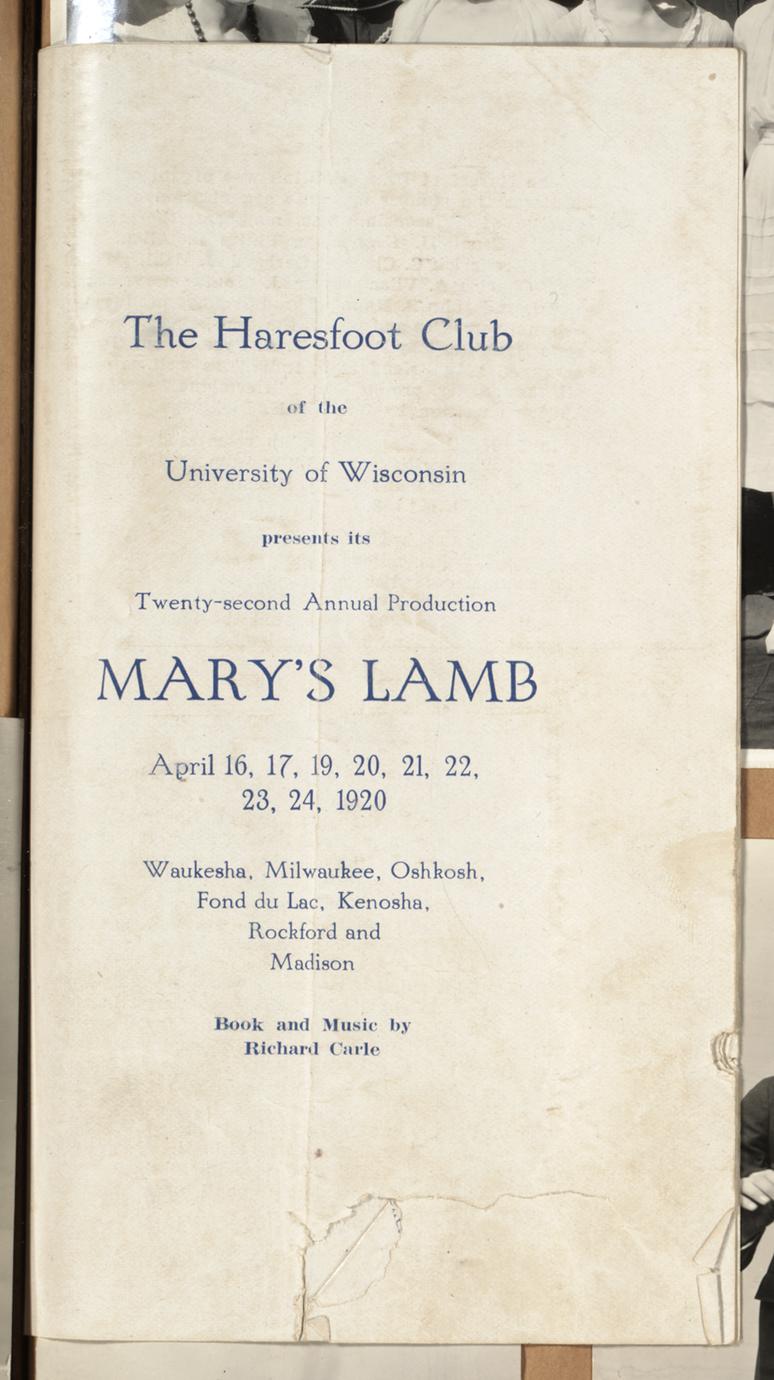 The Haresfoot Club
of the
University of Wisconsin
presents its
Twenty-second Annual Production
MARY'S LAMB
April 16, 17, 19, 20, 21, 22,
23, 24, 1920
Waukesha, Milwaukee, Oshkosh,
Fond du Lac, Kenosha,
Rockford and
Madison
Book and Music by
Richard Carle